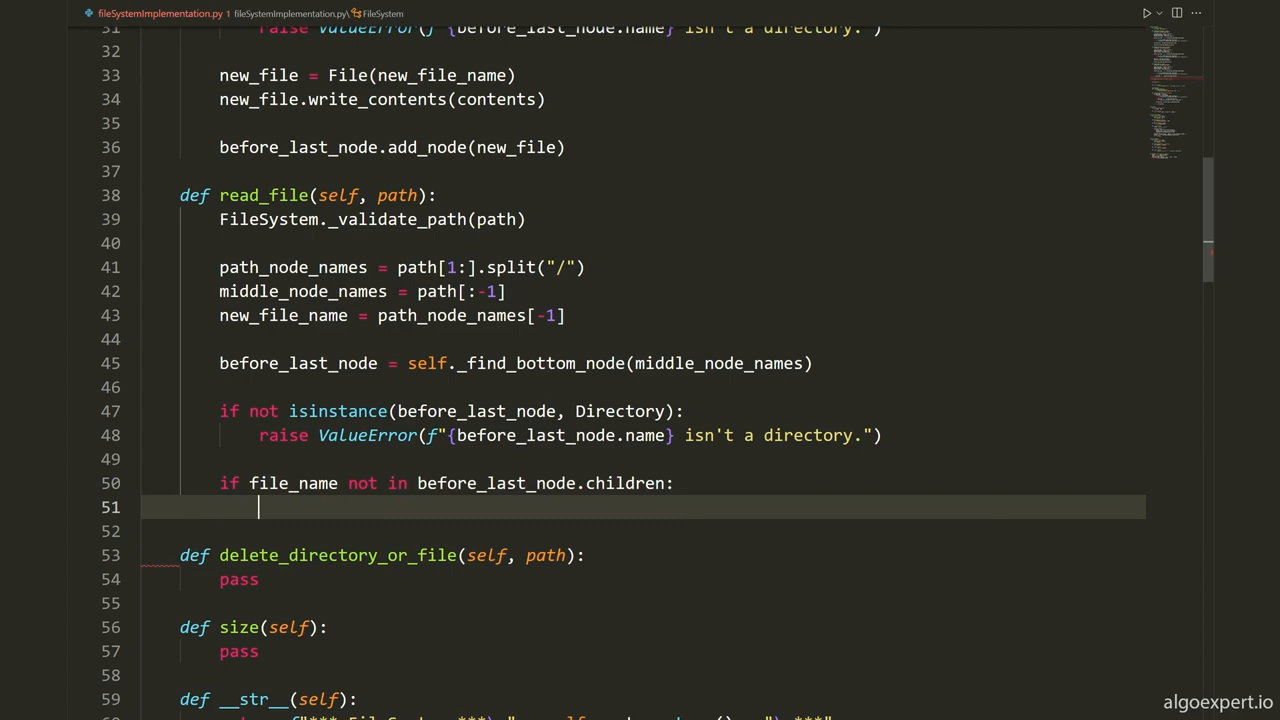 fileSystemImplementation.py 1 fileSystemImplementation.py\FileSystem
31 raise ValueError(f"{before_last_node.name} isn't a directory.")
32
33 new_file = File(new_file_name)
34 new_file.write_contents(contents)
35
36 before_last_node.add_node(new_file)
37
38 def read_file(self, path):
39 FileSystem._validate_path(path)
40
41 path_node_names = path[1:].split("/")
42 middle_node_names = path[:-1]
43 new_file_name = path_node_names[-1]
44
45 before_last_node = self._find_bottom_node(middle_node_names)
46
47 if not isinstance(before_last_node, Directory):
48 raise ValueError(f"{before_last_node.name} isn't a directory.")
49
50 if file_name not in before_last_node.children:
51
52
53 def delete_directory_or_file(self, path):
54 pass
55
56 def size(self):
57 pass
58
59 def __str__(self):
algoexpert.io